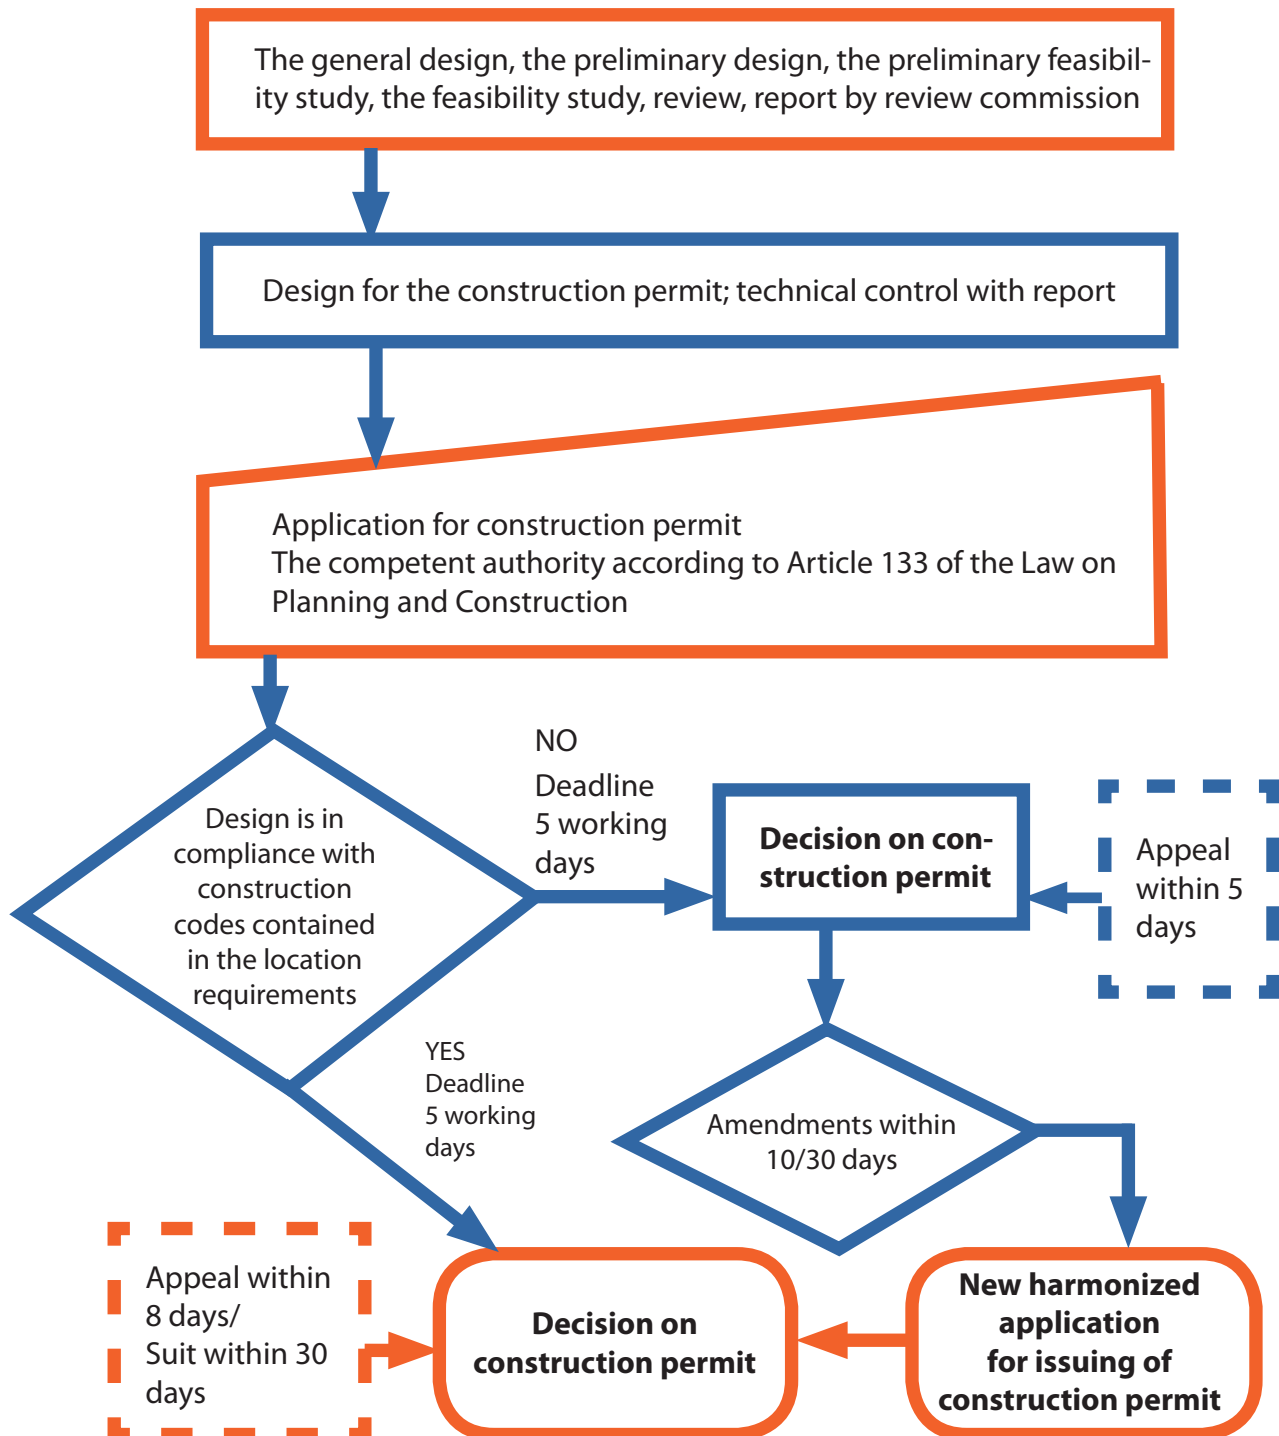 The general design, the preliminary design, the preliminary feasibil-
ity study, the feasibility study, review, report by review commission
Design for the construction permit; technical control with report
Application for construction permit
The competent authority according to Article 133 of the Law on
Planning and Construction
Design is in
compliance with
construction
codes contained
in the location
requirements
NO
Deadline
5 working
days
Decision on con-
struction permit
Appeal
within 5
days
YES
Deadline
5 working
days
Amendments within
10/30 days
Appeal within
8 days/
Suit within 30
days
Decision on
construction permit
New harmonized
application
for issuing of
construction permit